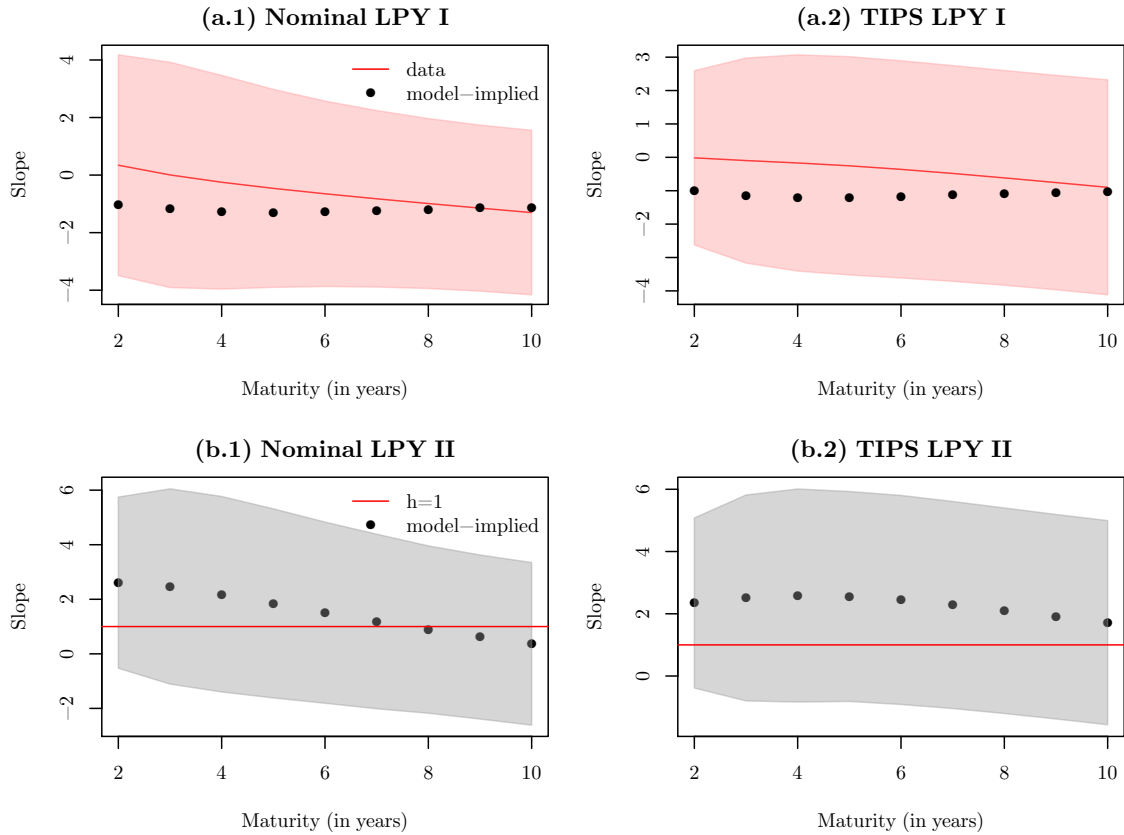 (a.1) Nominal LPY I
4
2
0
−2
−4
Slope
data
model−implied
2
4
6
8
10
Maturity (in years)
(a.2) TIPS LPY I
3
2
1
0
−2
−4
Slope
2
4
6
8
10
Maturity (in years)
(b.1) Nominal LPY II
6
4
2
0
−2
Slope
h=1
model−implied
2
4
6
8
10
Maturity (in years)
(b.2) TIPS LPY II
6
4
2
0
Slope
2
4
6
8
10
Maturity (in years)